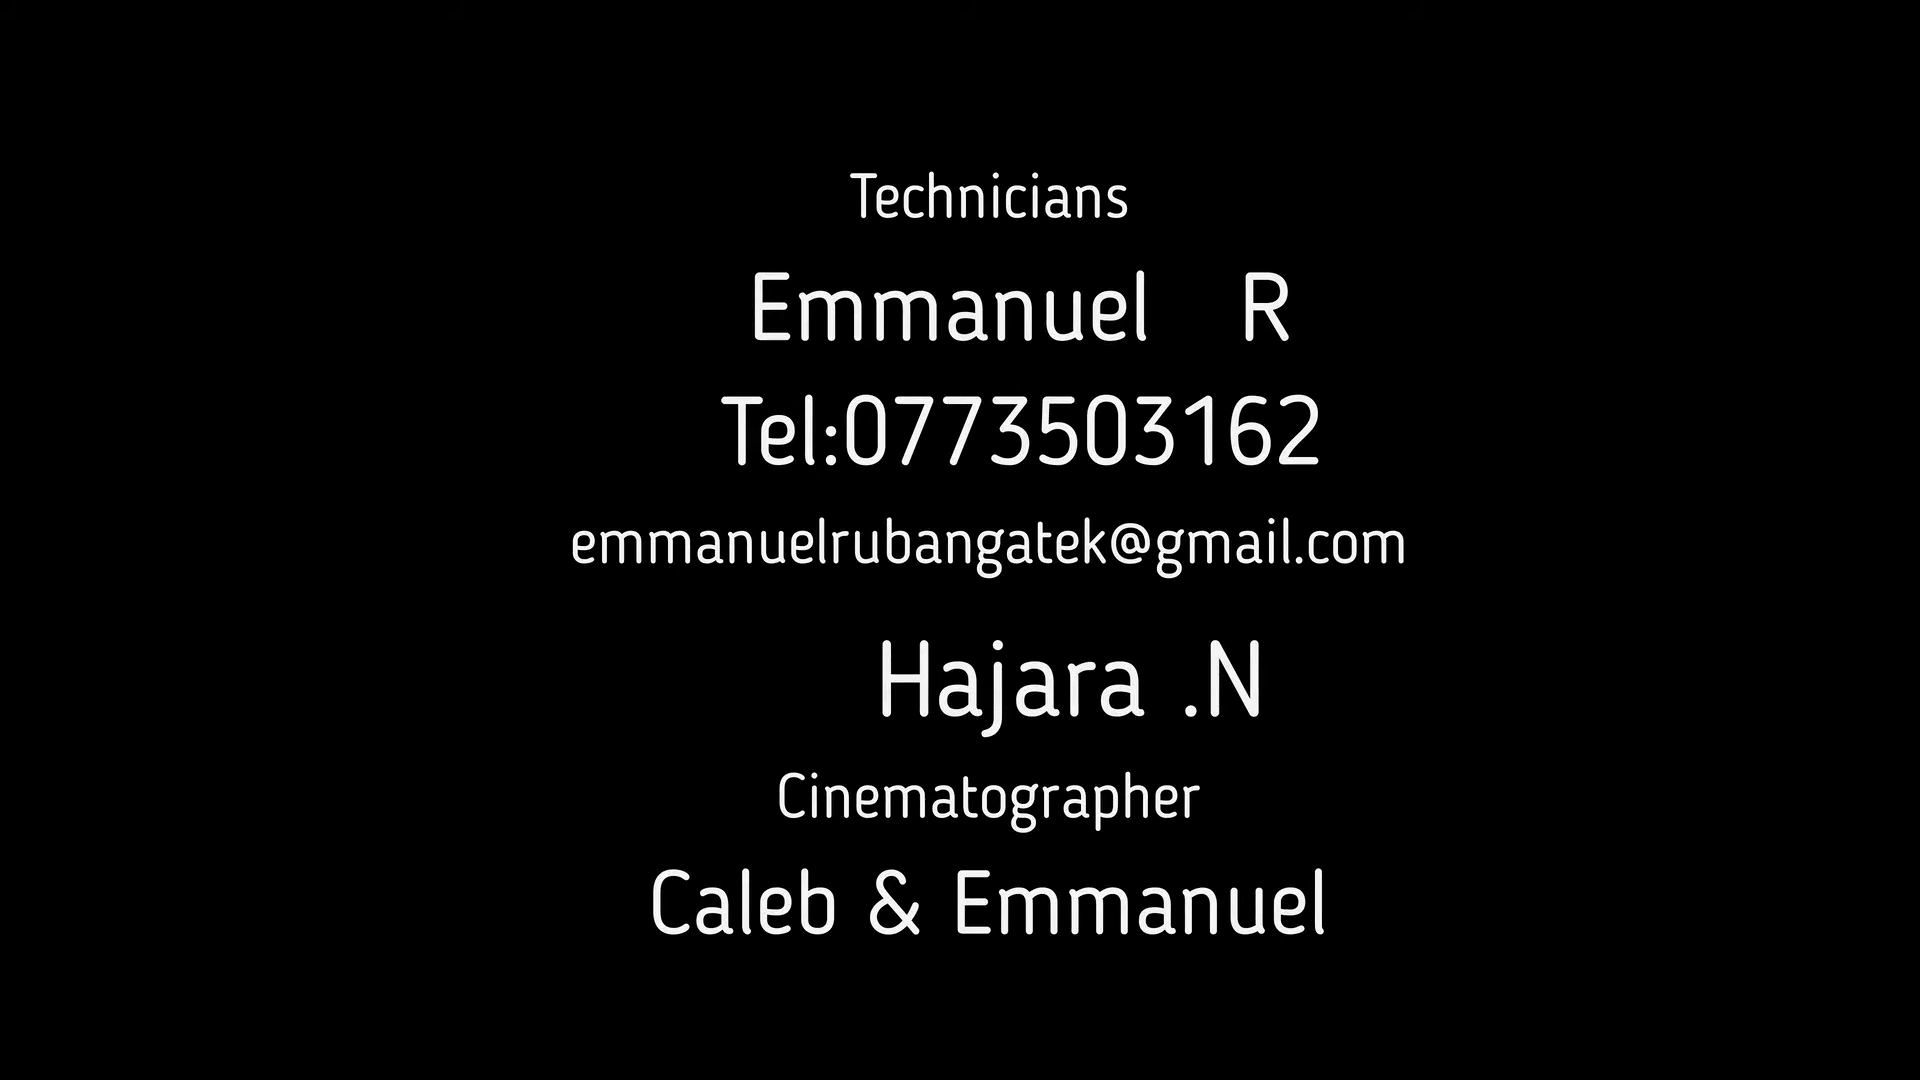 Technicians
Emmanuel R
Tel:0773503162
emmanuelrubangatek@gmail.com
Hajara .N
Cinematographer
Caleb & Emmanuel